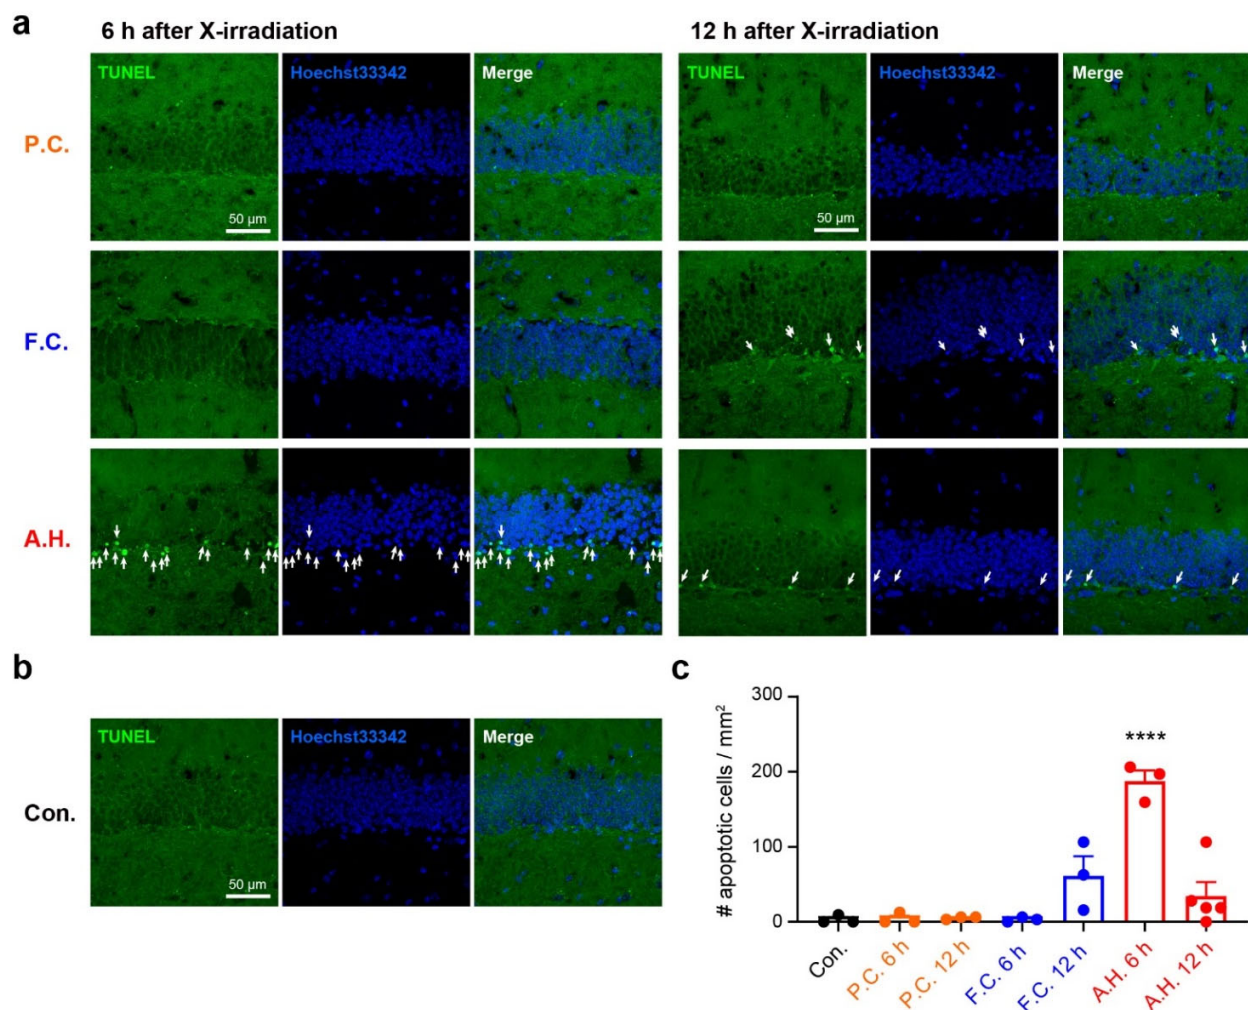 a
6 h after X-irradiation
12 h after X-irradiation
TUNEL
Hoechst33342
Merge
TUNEL
Hoechst33342
Merge
P.C.
50 µm
50 µm
F.C.
A.H.
b
c
TUNEL
Hoechst33342
Merge
Con.
50 µm
# apoptotic cells / mm²
300
200
100
0
****
Con.
P.C. 6 h
P.C. 12 h
F.C. 6 h
F.C. 12 h
A.H. 6 h
A.H. 12 h